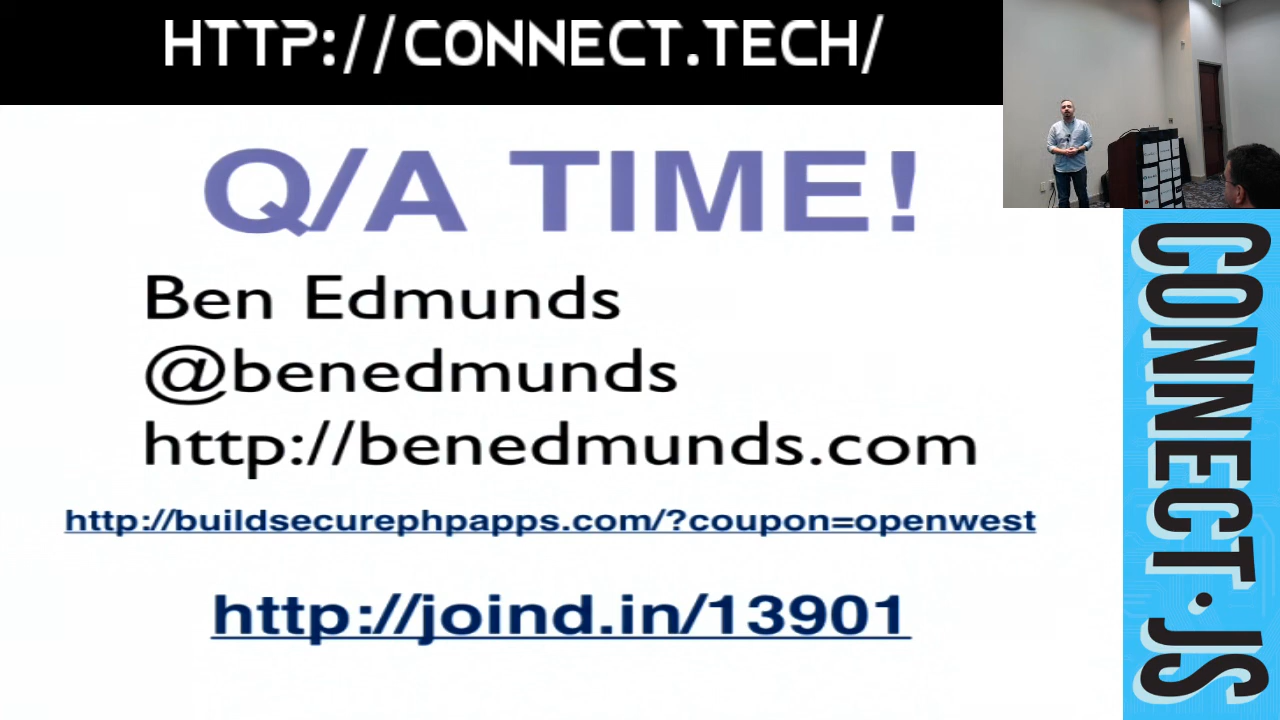 HTTP://CONNECT.TECH/
Q/A TIME!
Ben Edmunds
@benedmunds
http://benedmunds.com
http://buildsecurephpapps.com/?coupon=openwest
http://joind.in/13901
CONNECT.JS